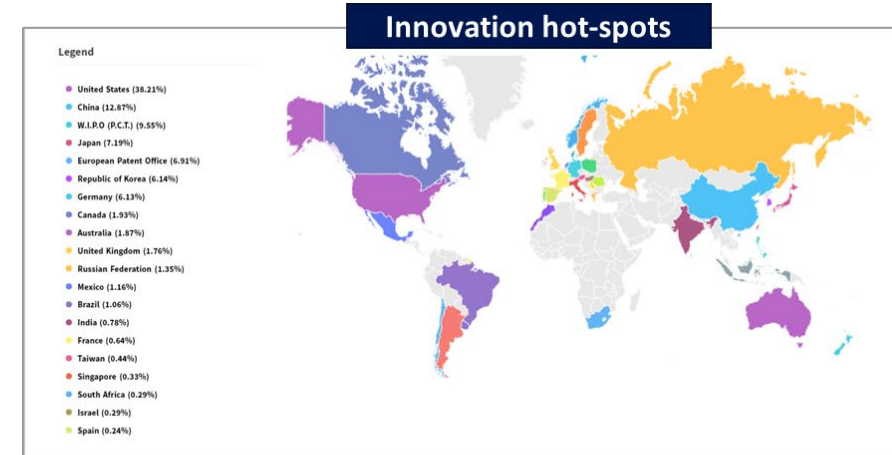 Innovation hot-spots
Legend
United States (38.21%)
China (12.87%)
W.I.P.O (P.C.T.) (9.55%)
Japan (7.19%)
European Patent Office (6.91%)
Republic of Korea (6.14%)
Germany (6.13%)
Canada (1.93%)
Australia (1.87%)
United Kingdom (1.76%)
Russian Federation (1.35%)
Mexico (1.16%)
Brazil (1.06%)
India (0.78%)
France (0.64%)
Taiwan (0.44%)
Singapore (0.33%)
South Africa (0.29%)
Israel (0.29%)
Spain (0.24%)